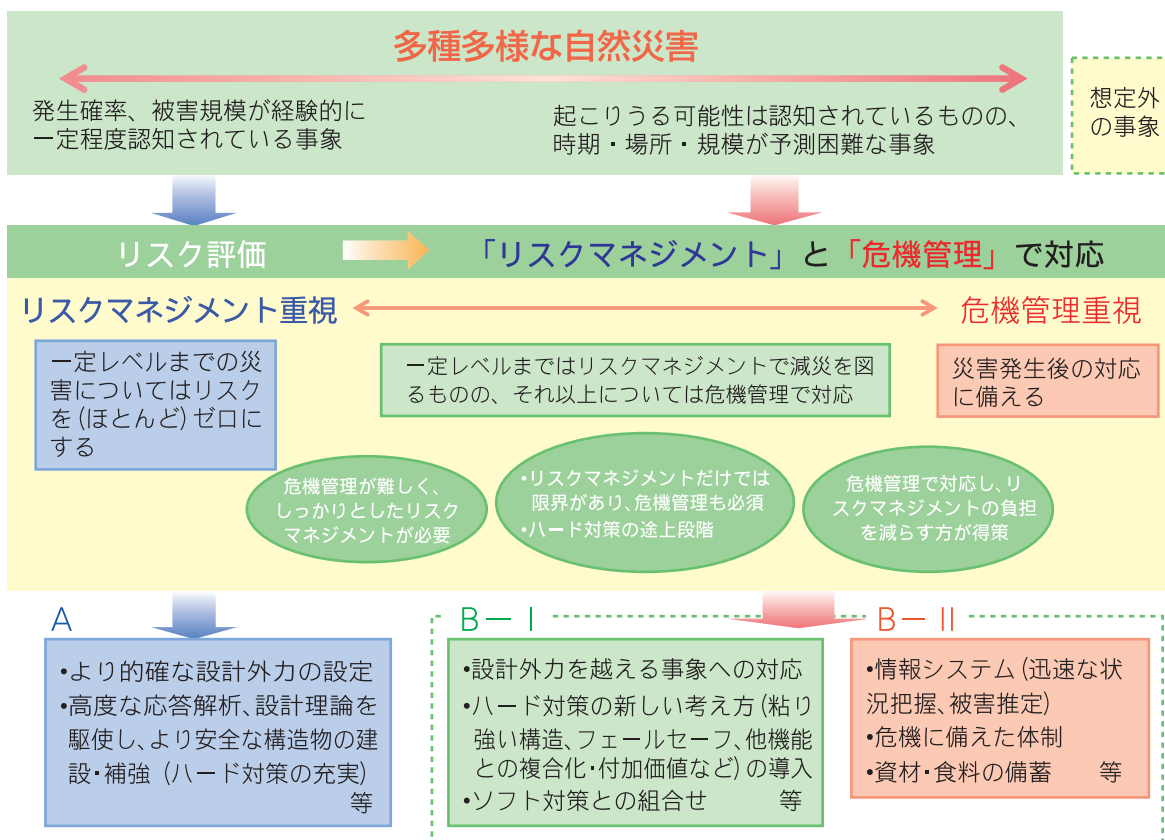 多種多様な自然災害
発生確率、被害規模が経験的に
一定程度認知されている事象
起こりうる可能性は認知されているものの、
時期・場所・規模が予測困難な事象
想定外
の事象
リスク評価
「リスクマネジメント」と「危機管理」で対応
リスクマネジメント重視
危機管理重視
一定レベルまでの災
害についてはリスク
を(ほとんど)ゼロに
する
一定レベルまではリスクマネジメントで減災を図
るものの、それ以上については危機管理で対応
災害発生後の対応
に備える
危機管理が難しく、
しっかりとしたリスク
マネジメントが必要
・リスクマネジメントだけでは
限界があり、危機管理も必須
・ハード対策の途上段階
危機管理で対応し、リ
スクマネジメントの負担
を減らす方が得策
A
・より的確な設計外力の設定
・高度な応答解析、設計理論を
駆使し、より安全な構造物の建
設・補強 (ハード対策の充実)
等
B－Ⅰ
・設計外力を越える事象への対応
・ハード対策の新しい考え方(粘り
強い構造、フェールセーフ、他機能
との複合化・付加価値など)の導入
・ソフト対策との組合せ 等
B－Ⅱ
・情報システム(迅速な状
況把握、被害推定)
・危機に備えた体制
・資材・食料の備蓄 等